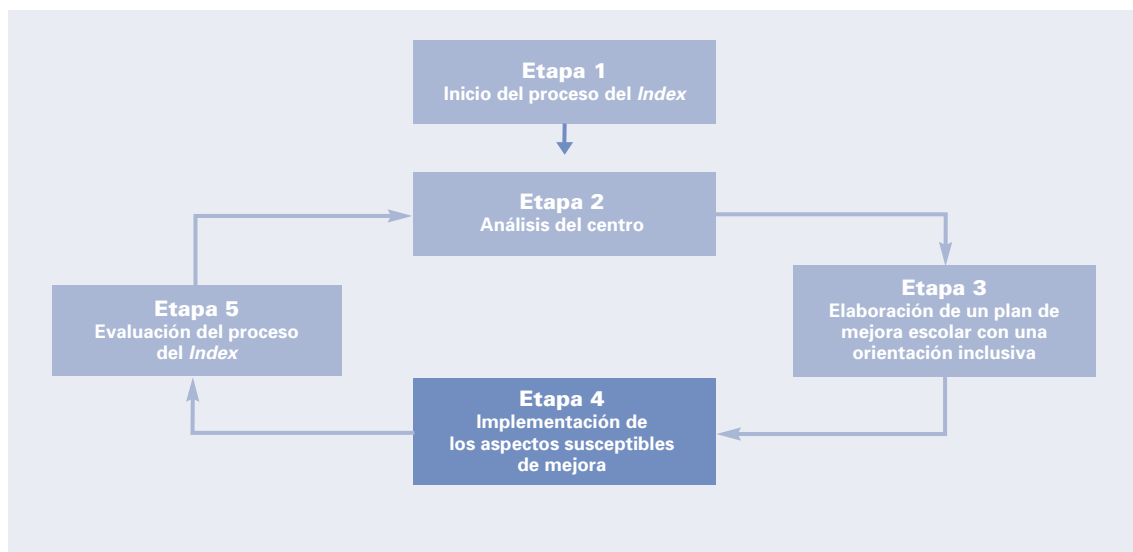 Etapa 1
Inicio del proceso del Index
Etapa 2
Análisis del centro
Etapa 3
Elaboración de un plan de
mejora escolar con una
orientación inclusiva
Etapa 4
Implementación de
los aspectos susceptibles
de mejora
Etapa 5
Evaluación del proceso
del Index